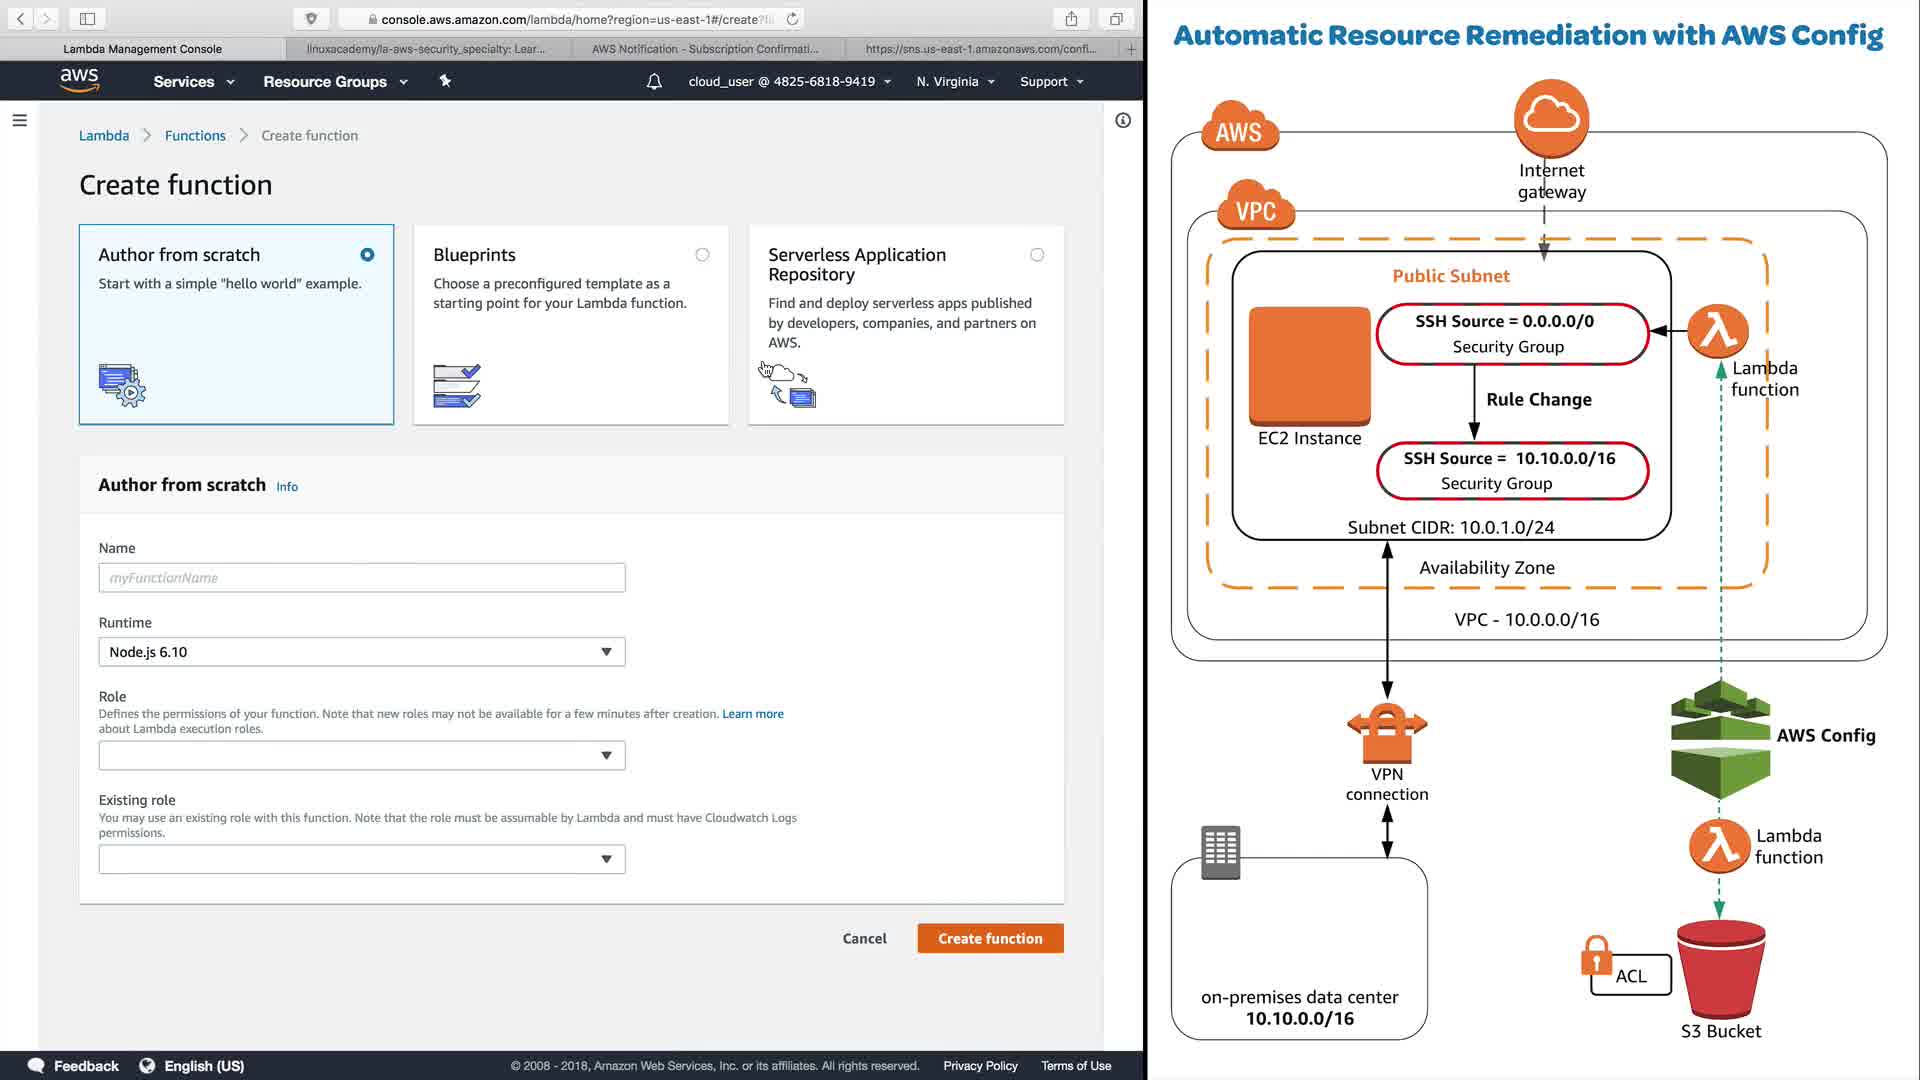 console.aws.amazon.com/lambda/home?region=us-east-1#/create?
Lambda Management Console
linuxacademy/la-aws-security_specialty: Lear...
AWS Notification - Subscription Confirmati...
https://sns.us-east-1.amazonaws.com/confi...
aws
Services
Resource Groups
cloud_user @ 4825-6818-9419
N. Virginia
Support
Lambda
Functions
Create function
Create function
Author from scratch
Start with a simple "hello world" example.
Blueprints
Choose a preconfigured template as a
starting point for your Lambda function.
Serverless Application
Repository
Find and deploy serverless apps published
by developers, companies, and partners on
AWS.
Author from scratch Info
Name
myFunctionName
Runtime
Node.js 6.10
Role
Defines the permissions of your function. Note that new roles may not be available for a few minutes after creation. Learn more
about Lambda execution roles.
Existing role
You may use an existing role with this function. Note that the role must be assumable by Lambda and must have Cloudwatch Logs
permissions.
Cancel
Create function
Feedback
English (US)
© 2008 - 2018, Amazon Web Services, Inc. or its affiliates. All rights reserved.
Privacy Policy
Terms of Use
Automatic Resource Remediation with AWS Config
AWS
Internet
gateway
VPC
Public Subnet
SSH Source = 0.0.0.0/0
Security Group
Lambda
function
Rule Change
EC2 Instance
SSH Source = 10.10.0.0/16
Security Group
Subnet CIDR: 10.0.1.0/24
Availability Zone
VPC - 10.0.0.0/16
AWS Config
VPN
connection
Lambda
function
ACL
on-premises data center
10.10.0.0/16
S3 Bucket